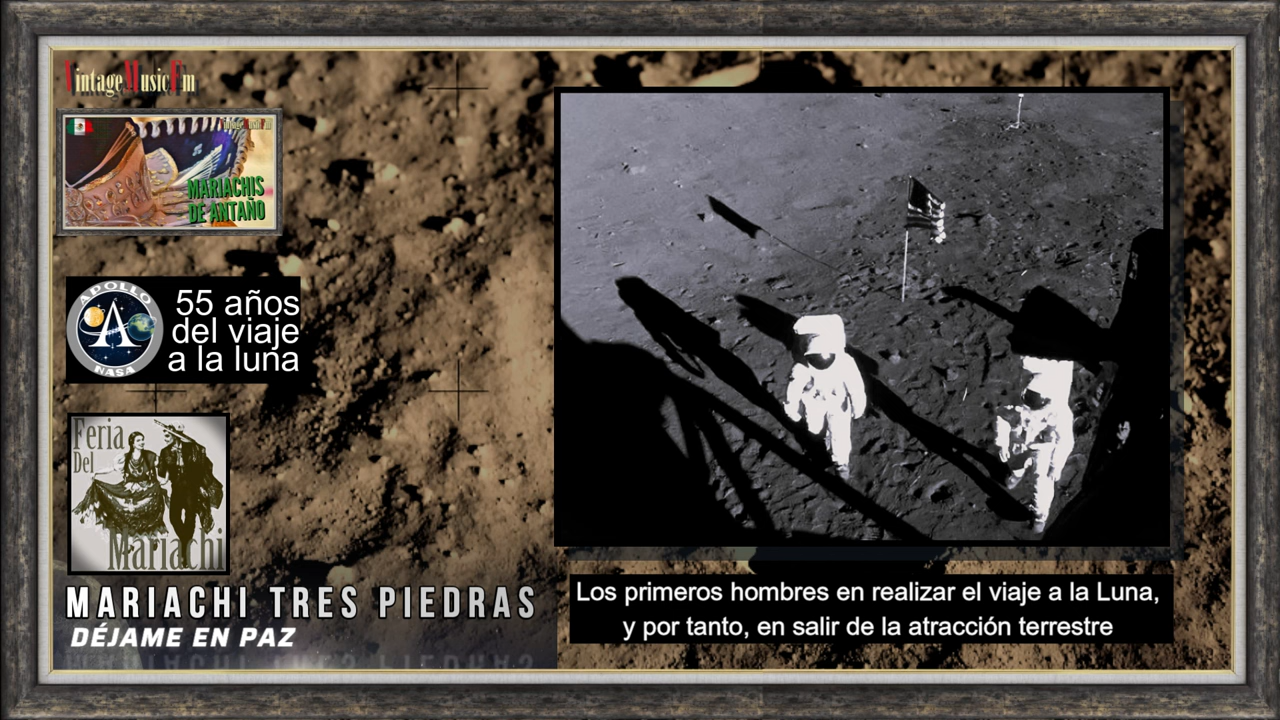 VintageMusicFm
MARIACHIS
DE ANTAÑO
APOLLO
NASA
55 años
del viaje
a la luna
Feria
Del
Mariachi
MARIACHI TRES PIEDRAS
DÉJAME EN PAZ
Los primeros hombres en realizar el viaje a la Luna,
y por tanto, en salir de la atracción terrestre